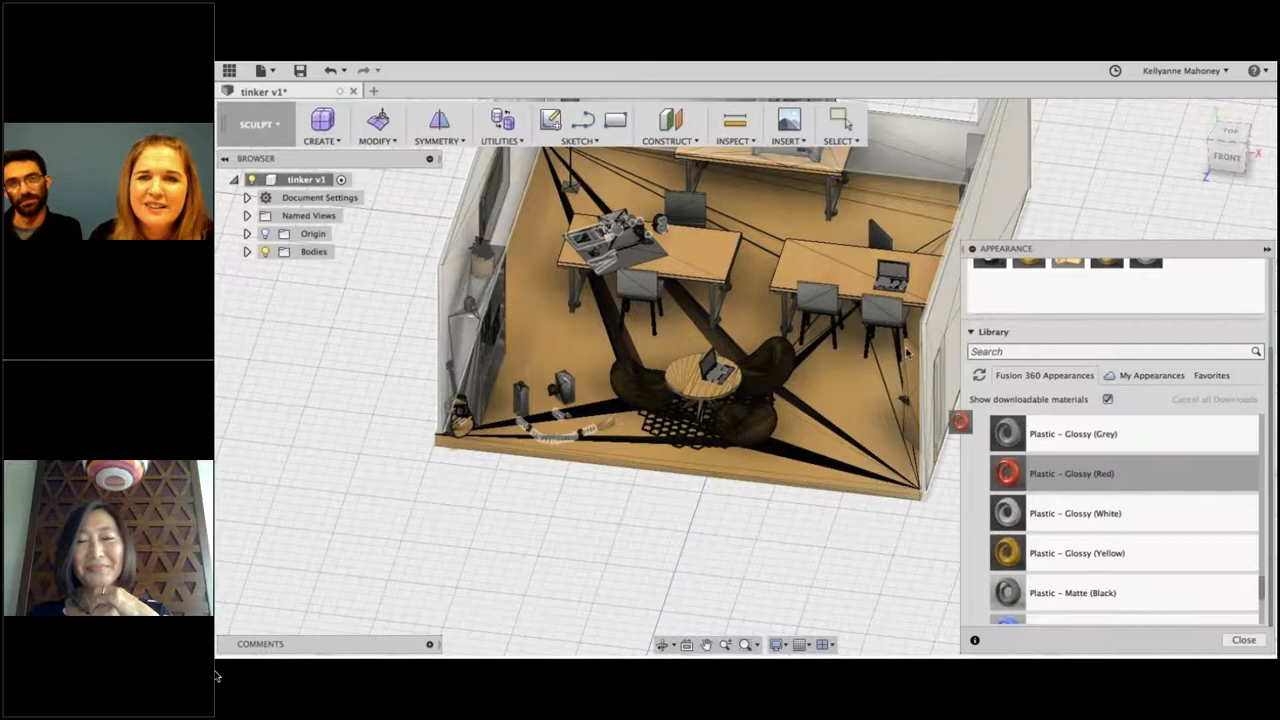 Kellyanne Mahoney
tinker v1*
SCULPT
CREATE
MODIFY
SYMMETRY
UTILITIES
SKETCH
CONSTRUCT
INSPECT
INSERT
SELECT
BROWSER
tinker v1
Document Settings
Named Views
Origin
Bodies
TOP
FRONT
X
Y
Z
APPEARANCE
Library
Search
Fusion 360 Appearances
My Appearances
Favorites
Show downloadable materials
Cancel all Downloads
Plastic - Glossy (Grey)
Plastic - Glossy (Red)
Plastic - Glossy (White)
Plastic - Glossy (Yellow)
Plastic - Matte (Black)
Close
COMMENTS